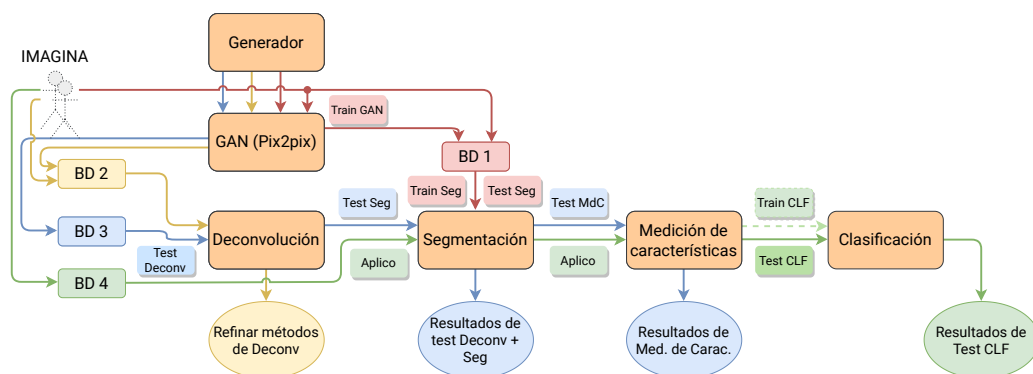 Generador
IMAGINA
Train GAN
GAN (Pix2pix)
BD 1
BD 2
Train Seg
Test Seg
Test Seg
Test MdC
Train CLF
BD 3
Deconvolución
Segmentación
Medición de
características
Clasificación
Test
Deconv
Aplico
Aplico
Test CLF
BD 4
Refinar métodos
de Deconv
Resultados de
test Deconv +
Seg
Resultados de
Med. de Carac.
Resultados de
Test CLF